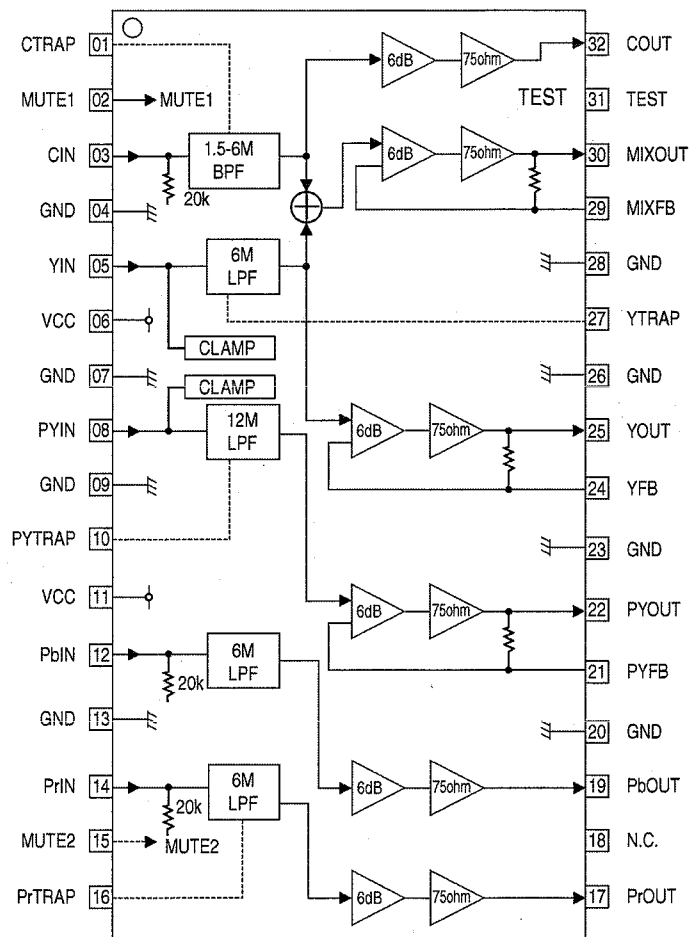 CTRAP 01 6dB 75ohm 32 COUT
MUTE1 02 MUTE1 TEST 31 TEST
CIN 03 1.5-6M BPF 6dB 75ohm 30 MIXOUT
20k
GND 04 29 MIXFB
YIN 05 6M LPF 28 GND
VCC 06 27 YTRAP
CLAMP
GND 07 26 GND
CLAMP
PYIN 08 12M LPF 6dB 75ohm 25 YOUT
GND 09 24 YFB
PYTRAP 10 23 GND
VCC 11 6dB 75ohm 22 PYOUT
PbIN 12 6M LPF 21 PYFB
20k
GND 13 20 GND
PrIN 14 6M LPF 6dB 75ohm 19 PbOUT
20k
MUTE2 15 MUTE2 18 N.C.
PrTRAP 16 6dB 75ohm 17 PrOUT